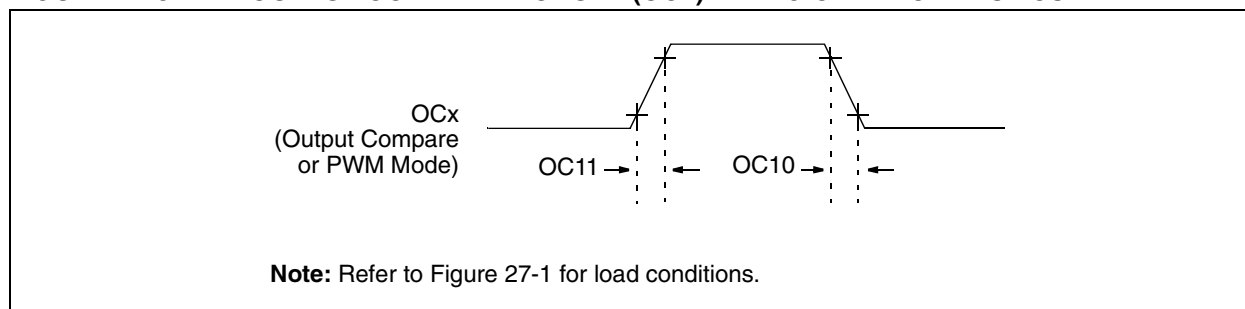 OCx
(Output Compare
or PWM Mode)
OC11
OC10
Note: Refer to Figure 27-1 for load conditions.